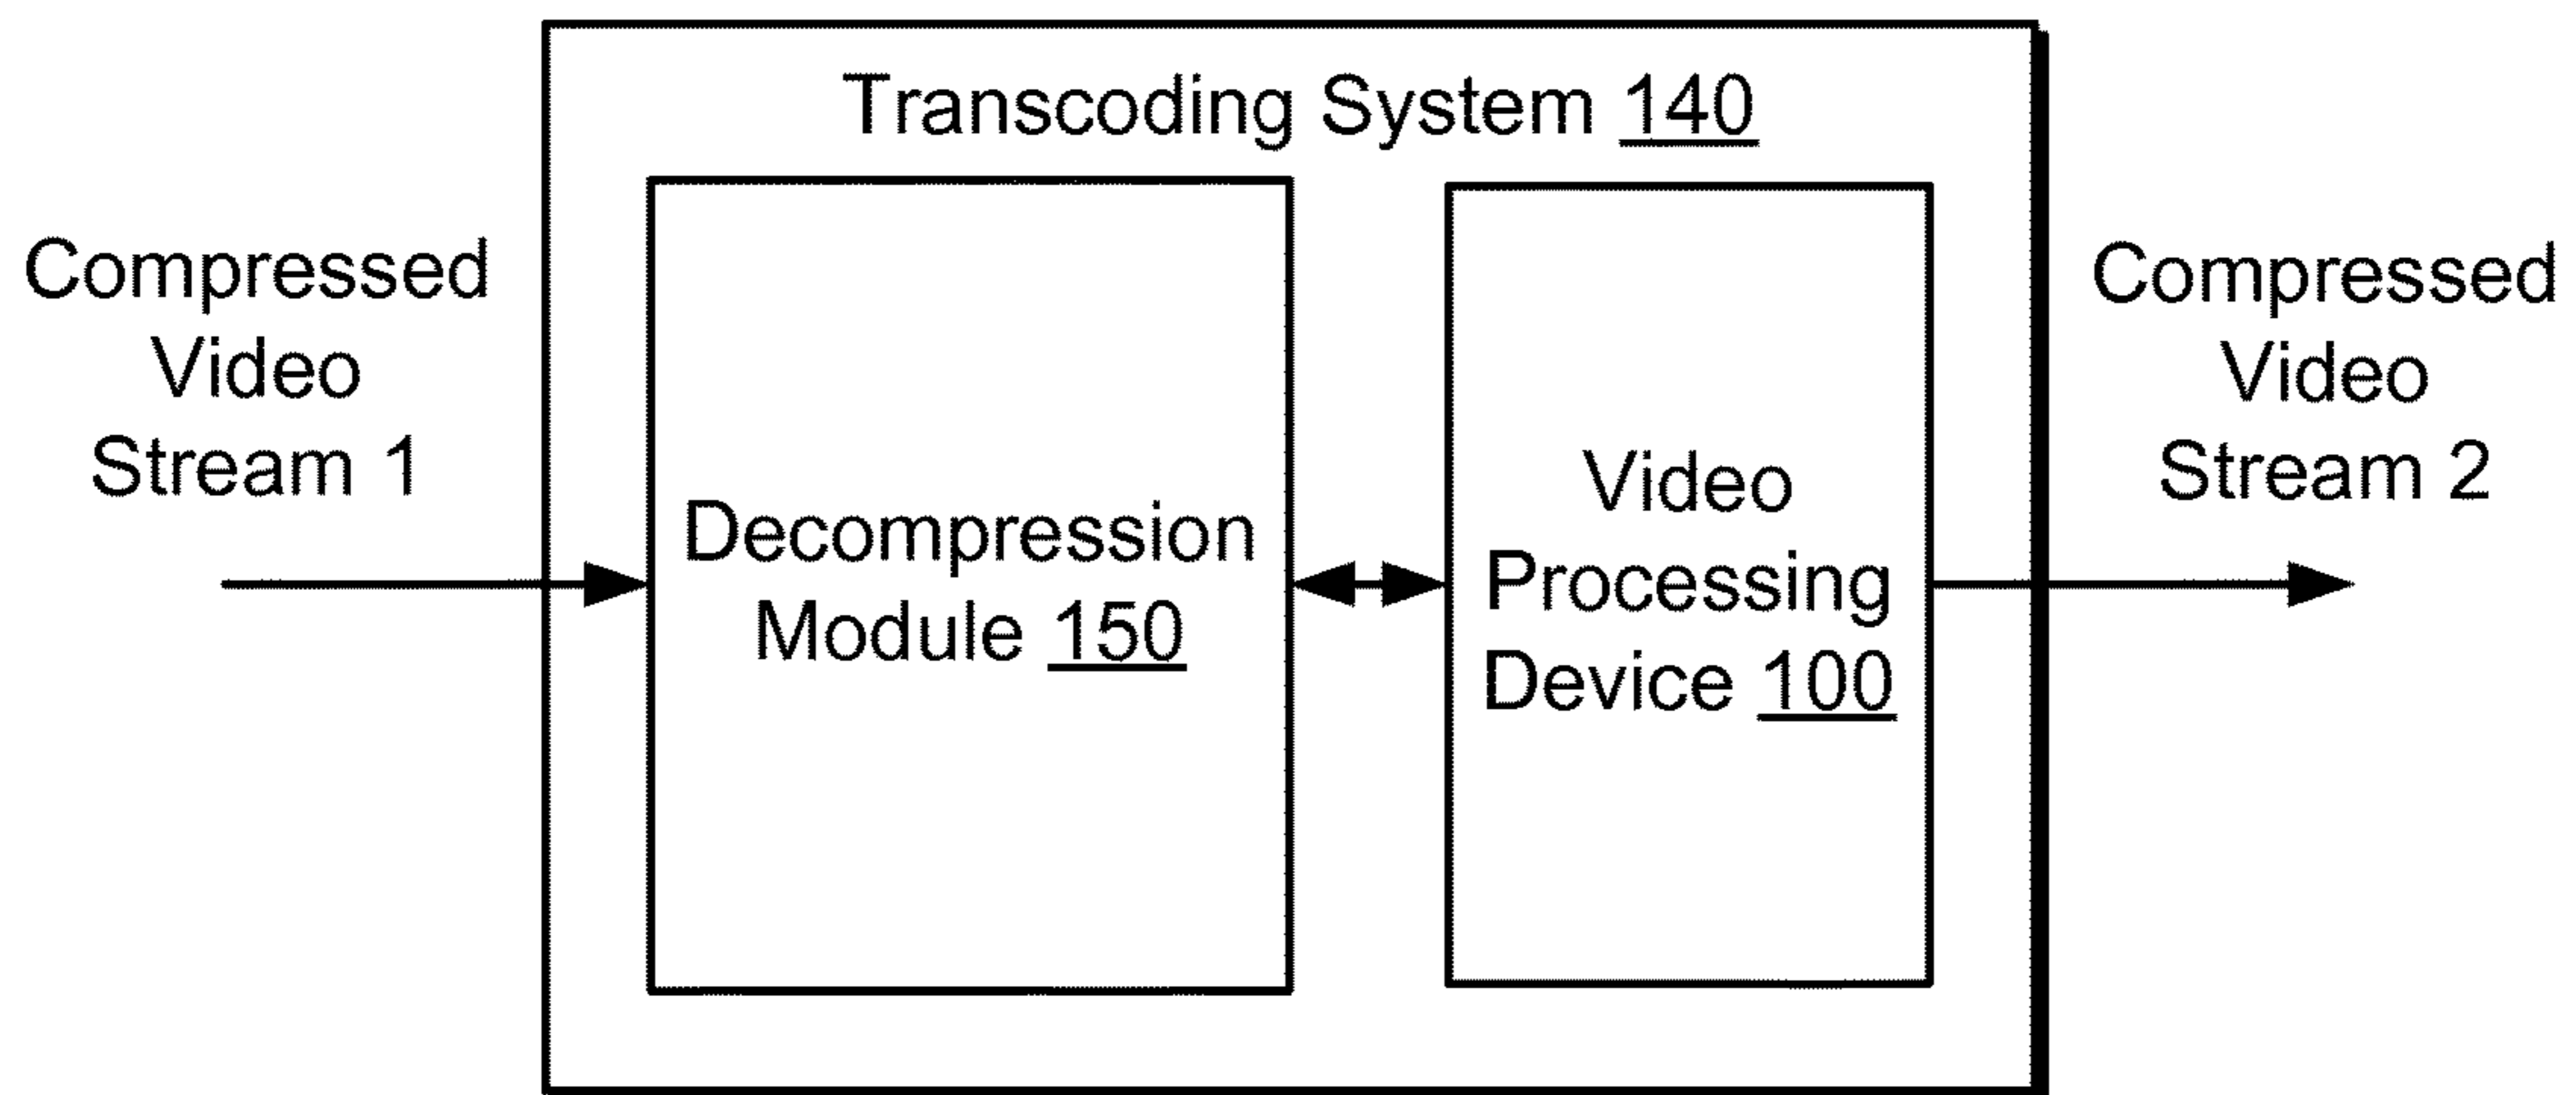 Transcoding System 140
Compressed
Video
Stream 1
Decompression
Module 150
Video
Processing
Device 100
Compressed
Video
Stream 2